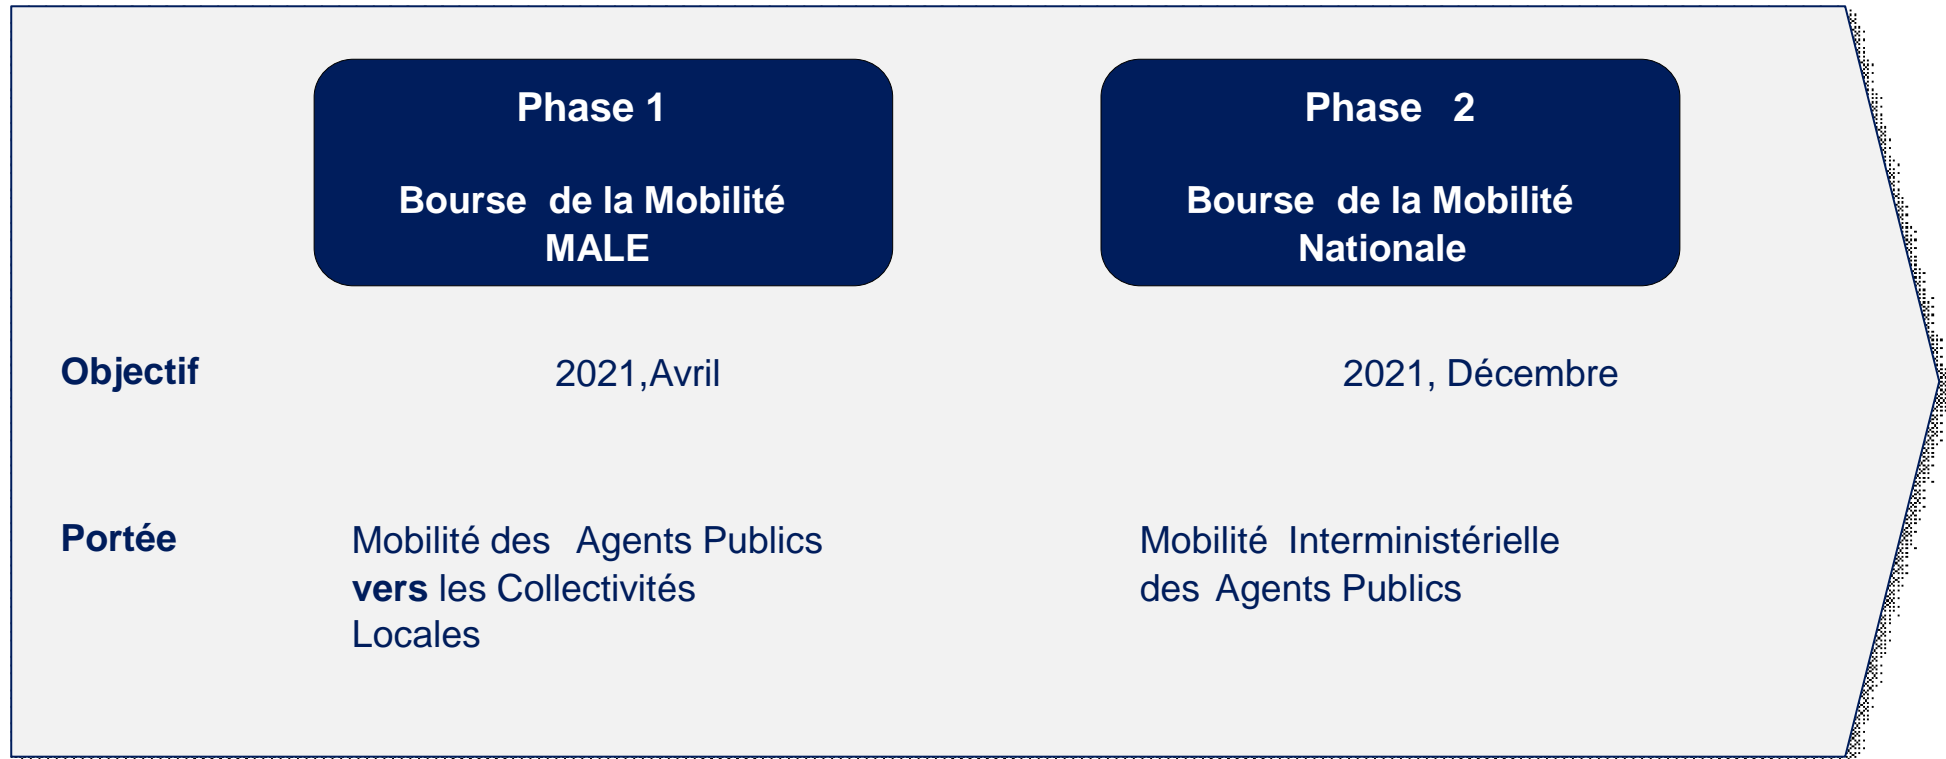 Phase 1
Bourse de la Mobilité
MALE
Phase 2
Bourse de la Mobilité
Nationale
Objectif
2021,Avril
2021, Décembre
Portée
Mobilité des Agents Publics
vers les Collectivités
Locales
Mobilité Interministérielle
des Agents Publics